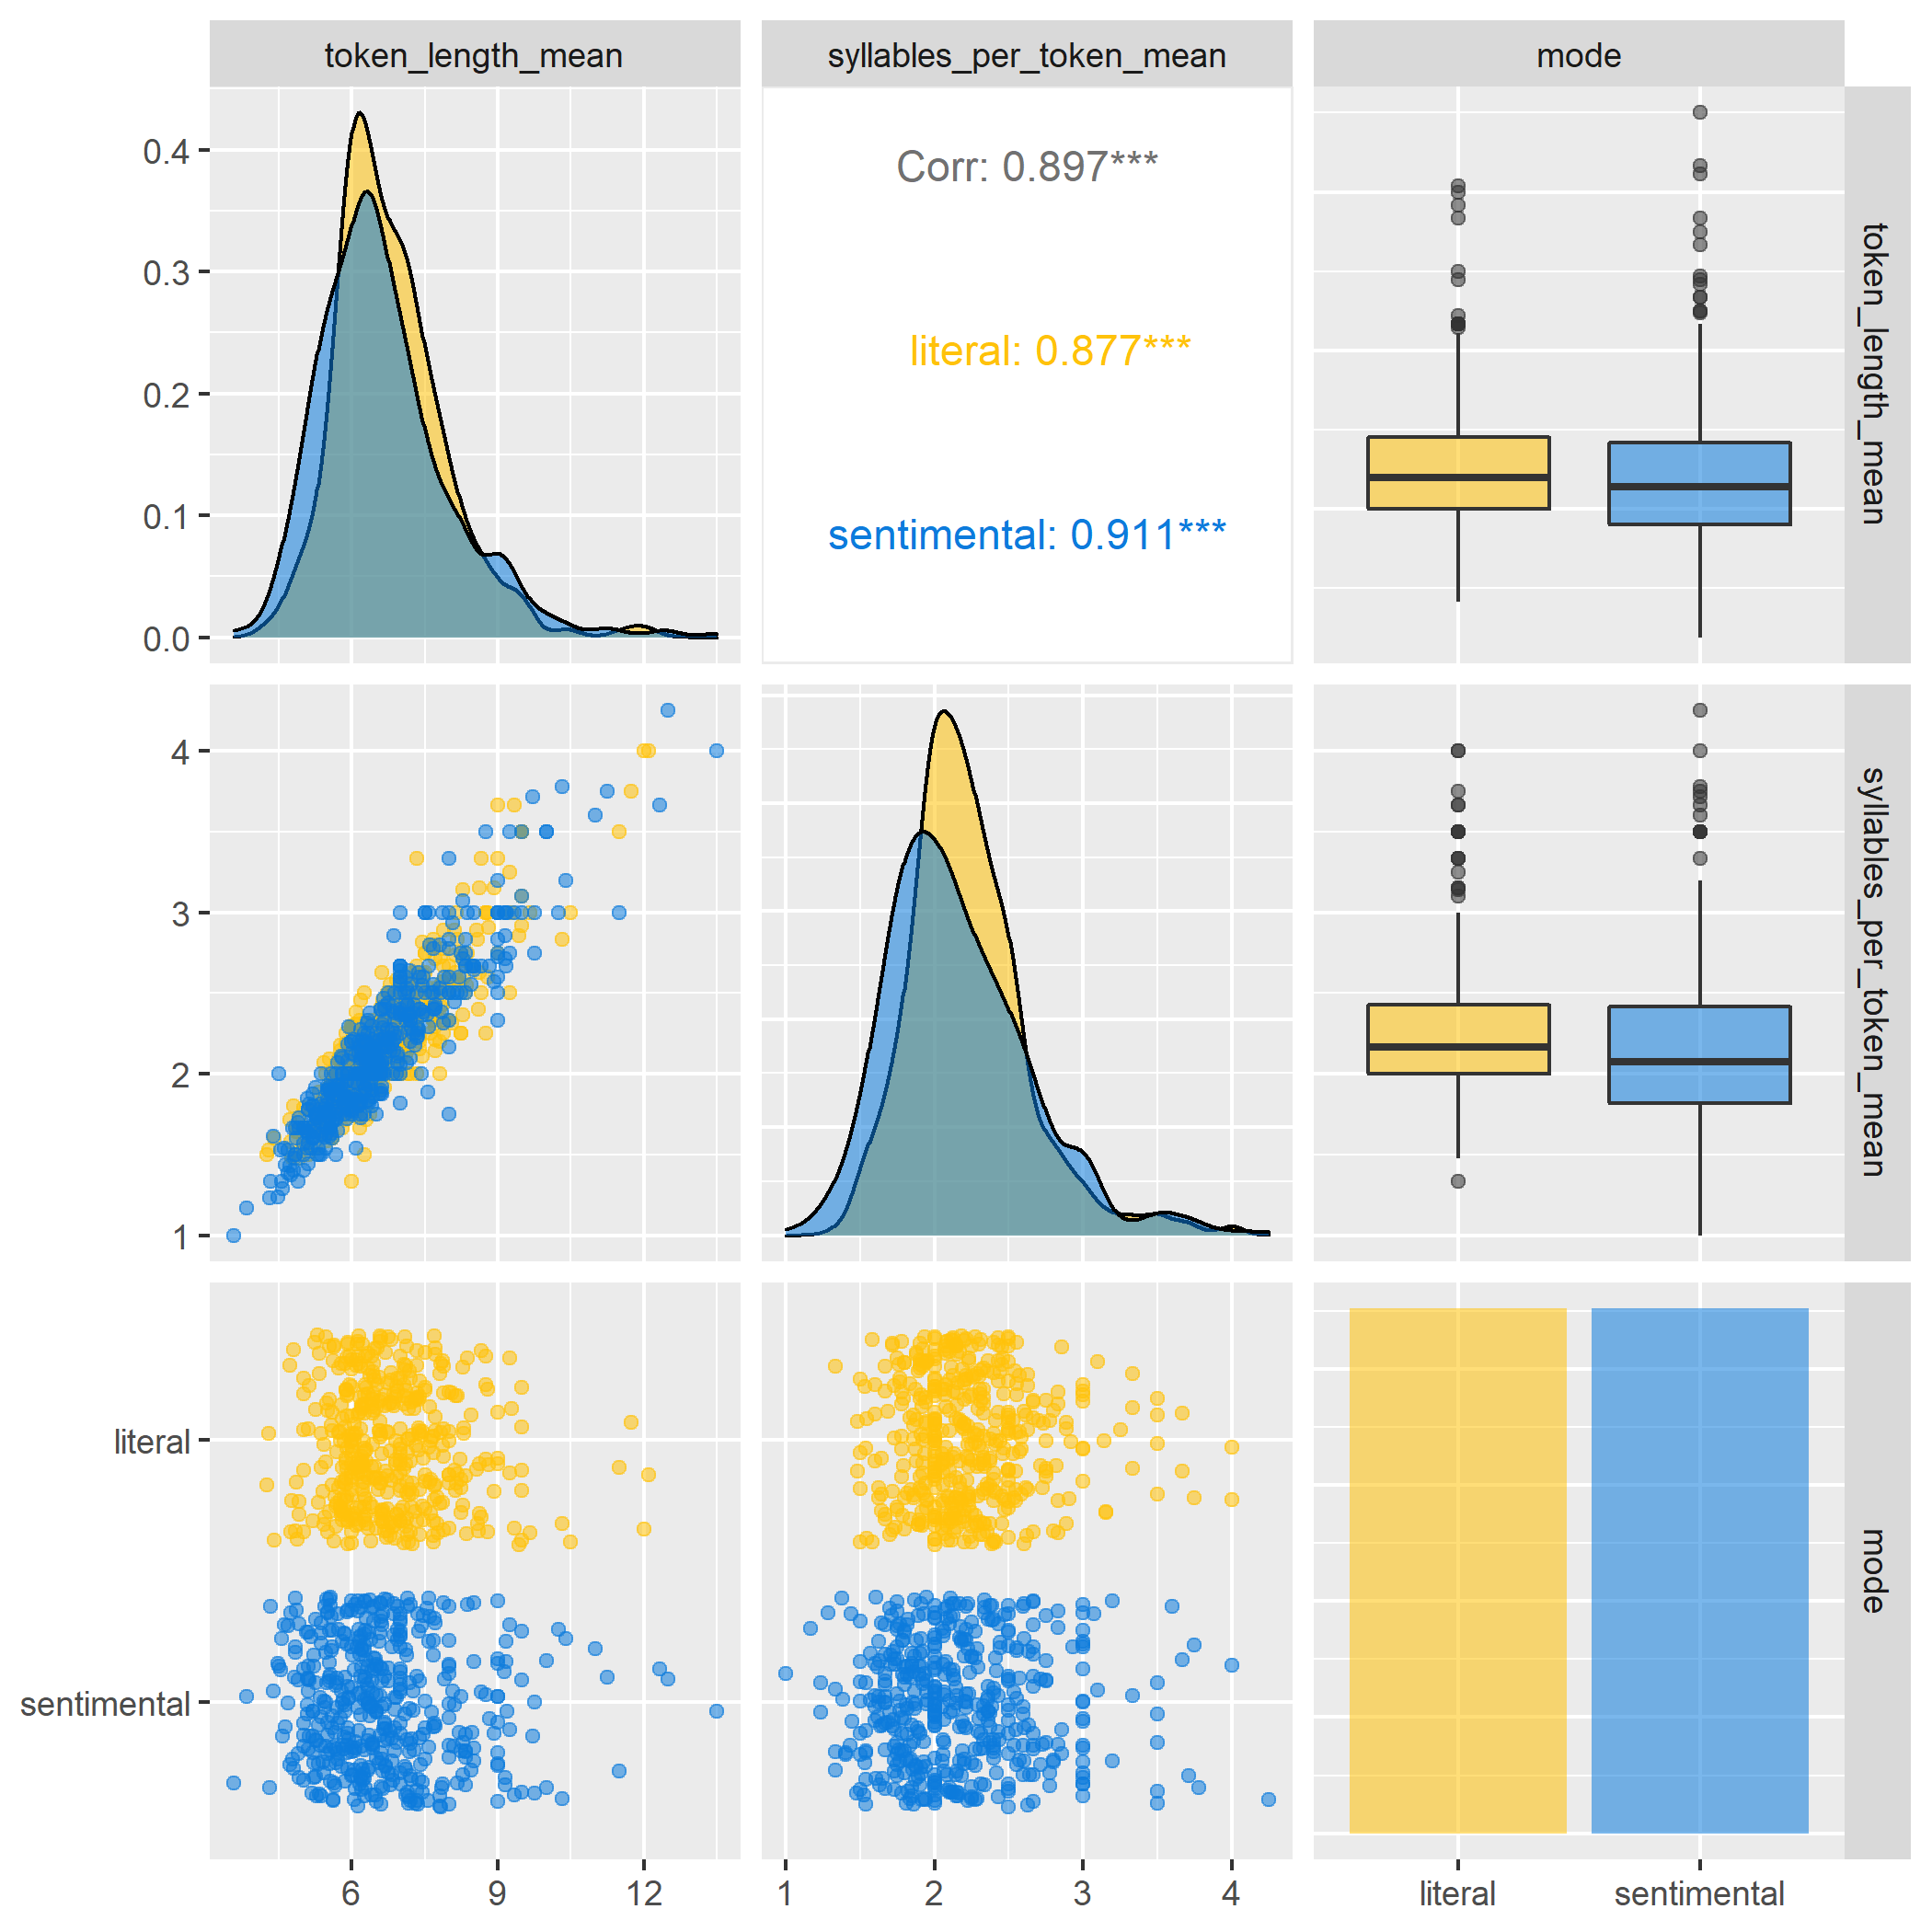 token_length_mean
syllables_per_token_mean
mode
0.4
0.3
0.2
0.1
0.0
Corr: 0.897***
literal: 0.877***
sentimental: 0.911***
token_length_mean
4
3
2
1
syllables_per_token_mean
literal
sentimental
mode
6 9 12
1 2 3 4
literal sentimental